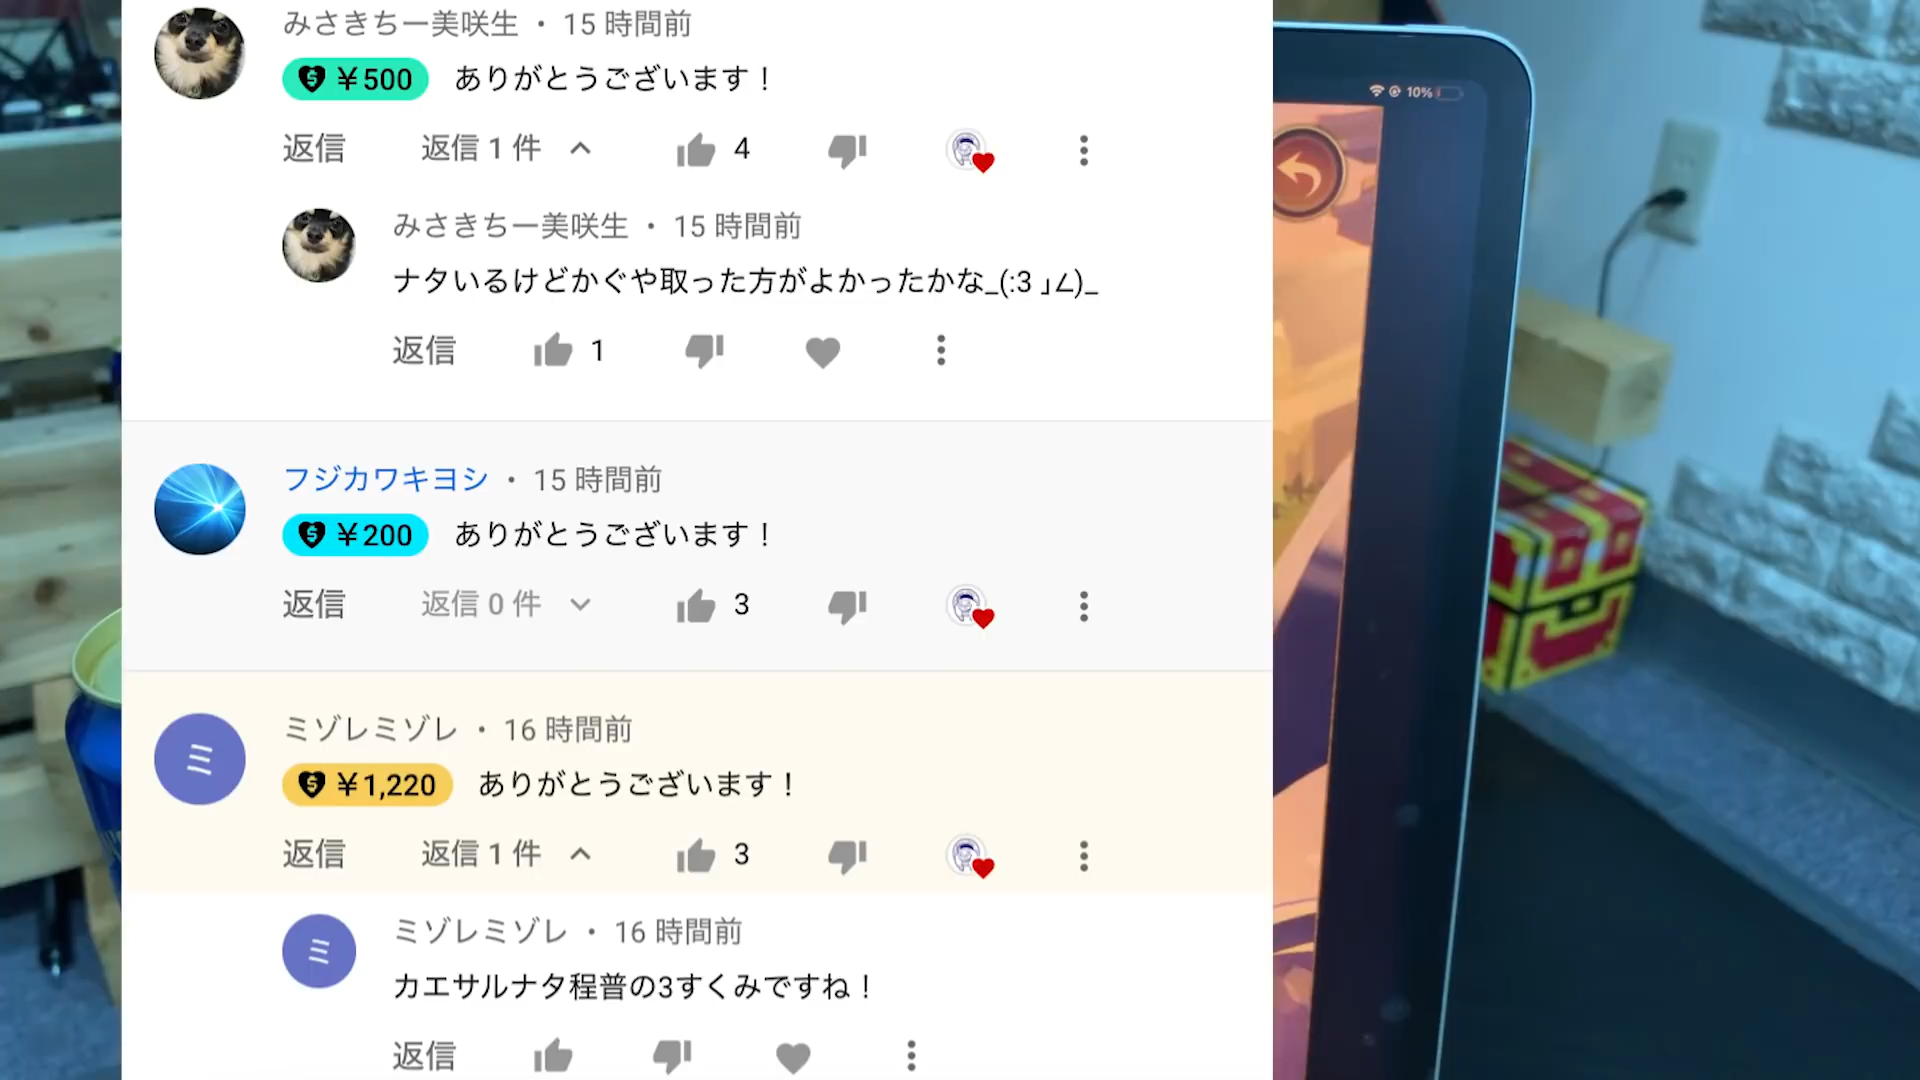 みさきちー美咲生 ・ 15 時間前
¥500 ありがとうございます！
返信 返信 1 件 4
みさきちー美咲生 ・ 15 時間前
ナタいるけどかぐや取った方がよかったかな_(:3 」∠)_
返信 1
フジカワキヨシ ・ 15 時間前
¥200 ありがとうございます！
返信 返信 0 件 3
ミ
ミゾレミゾレ ・ 16 時間前
¥1,220 ありがとうございます！
返信 返信 1 件 3
ミ
ミゾレミゾレ ・ 16 時間前
カエサルナタ程普の3すくみですね！
返信
10%